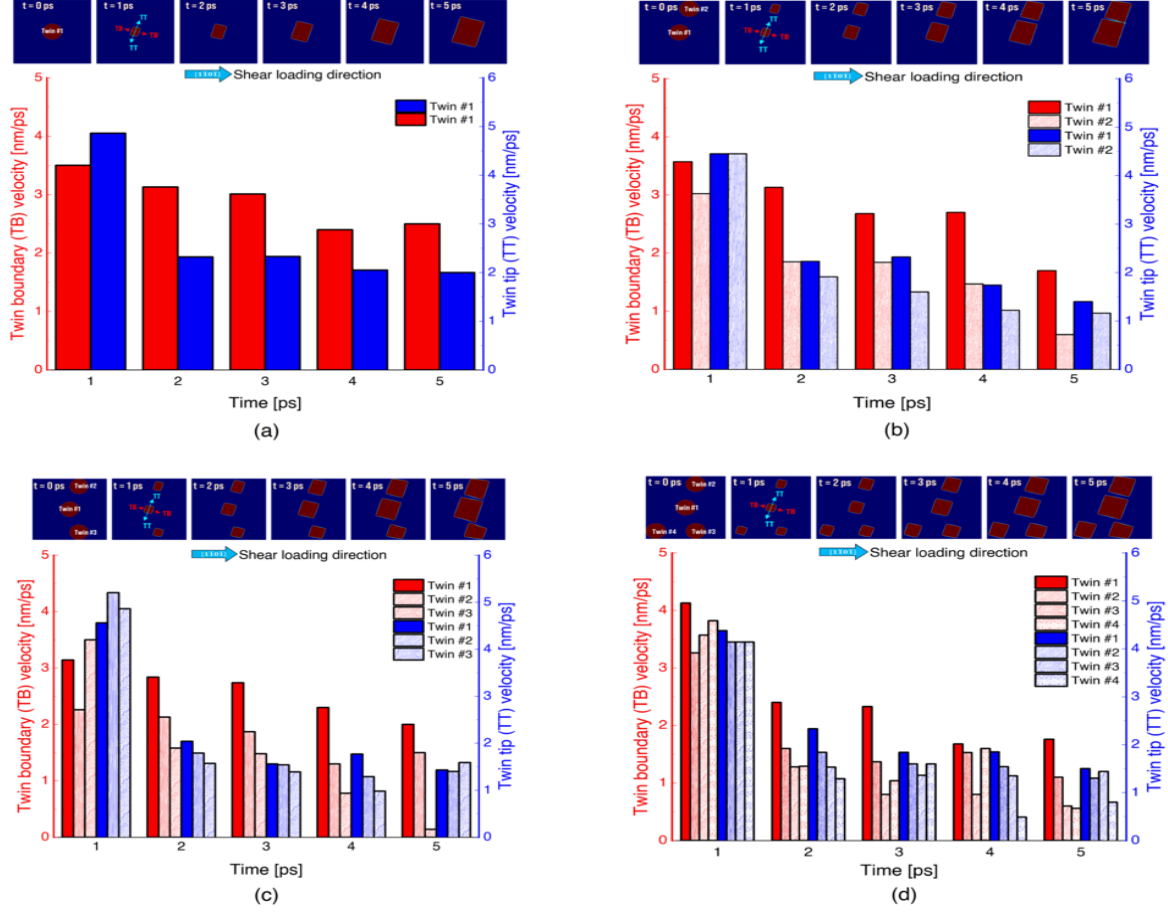 t = 0 ps t = 1 ps t = 2 ps t = 3 ps t = 4 ps t = 5 ps
Twin #1 TT TB TB TT
[1̄101] Shear loading direction
Twin boundary (TB) velocity [nm/ps]
Twin tip (TT) velocity [nm/ps]
Twin #1
Twin #1
5 6
4 5
3 4
2 3
1 2
0 1
0
1 2 3 4 5
Time [ps]
(a)
t = 0 ps t = 1 ps t = 2 ps t = 3 ps t = 4 ps t = 5 ps
Twin #2
Twin #1 TT TB TB TT
Shear loading direction
Twin boundary (TB) velocity [nm/ps]
Twin tip (TT) velocity [nm/ps]
Twin #1
Twin #2
Twin #1
Twin #2
5 6
4 5
3 4
2 3
1 2
0 1
0
1 2 3 4 5
Time [ps]
(b)
t = 0 ps t = 1 ps t = 2 ps t = 3 ps t = 4 ps t = 5 ps
Twin #2
Twin #1
Twin #3 TT TB TB TT
Shear loading direction
Twin boundary (TB) velocity [nm/ps]
Twin tip (TT) velocity [nm/ps]
Twin #1
Twin #2
Twin #3
Twin #1
Twin #2
Twin #3
5 6
4 5
3 4
2 3
1 2
0 1
0
1 2 3 4 5
Time [ps]
(c)
t = 0 ps t = 1 ps t = 2 ps t = 3 ps t = 4 ps t = 5 ps
Twin #2
Twin #1
Twin #4 Twin #3 TT TB TB TT
Shear loading direction
Twin boundary (TB) velocity [nm/ps]
Twin tip (TT) velocity [nm/ps]
Twin #1
Twin #2
Twin #3
Twin #4
Twin #1
Twin #2
Twin #3
Twin #4
5 6
4 5
3 4
2 3
1 2
0 1
0
1 2 3 4 5
Time [ps]
(d)